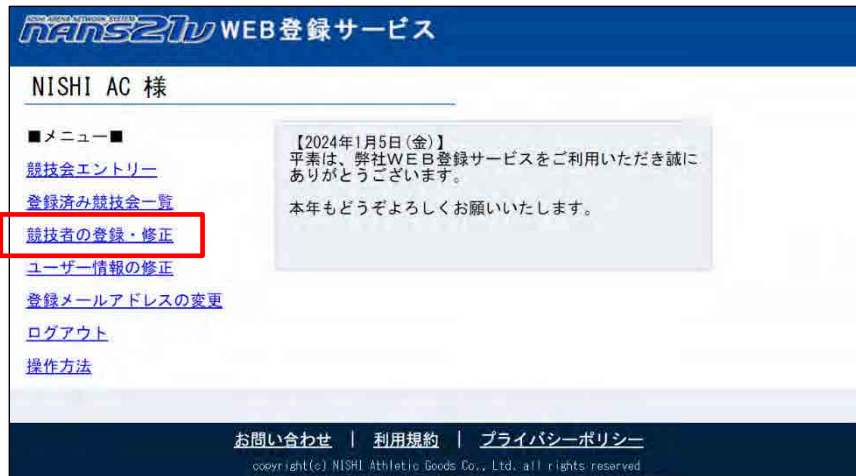 NISHI ARENA NETWORK SYSTEM
nans21V WEB登録サービス
NISHI AC 様
■メニュー■
競技会エントリー
登録済み競技会一覧
競技者の登録・修正
ユーザー情報の修正
登録メールアドレスの変更
ログアウト
操作方法
【2024年1月5日(金)】
平素は、弊社WEB登録サービスをご利用いただき誠に
ありがとうございます。
本年もどうぞよろしくお願いいたします。
お問い合わせ | 利用規約 | プライバシーポリシー
copyright(c) NISHI Athletic Goods Co., Ltd. all rights reserved